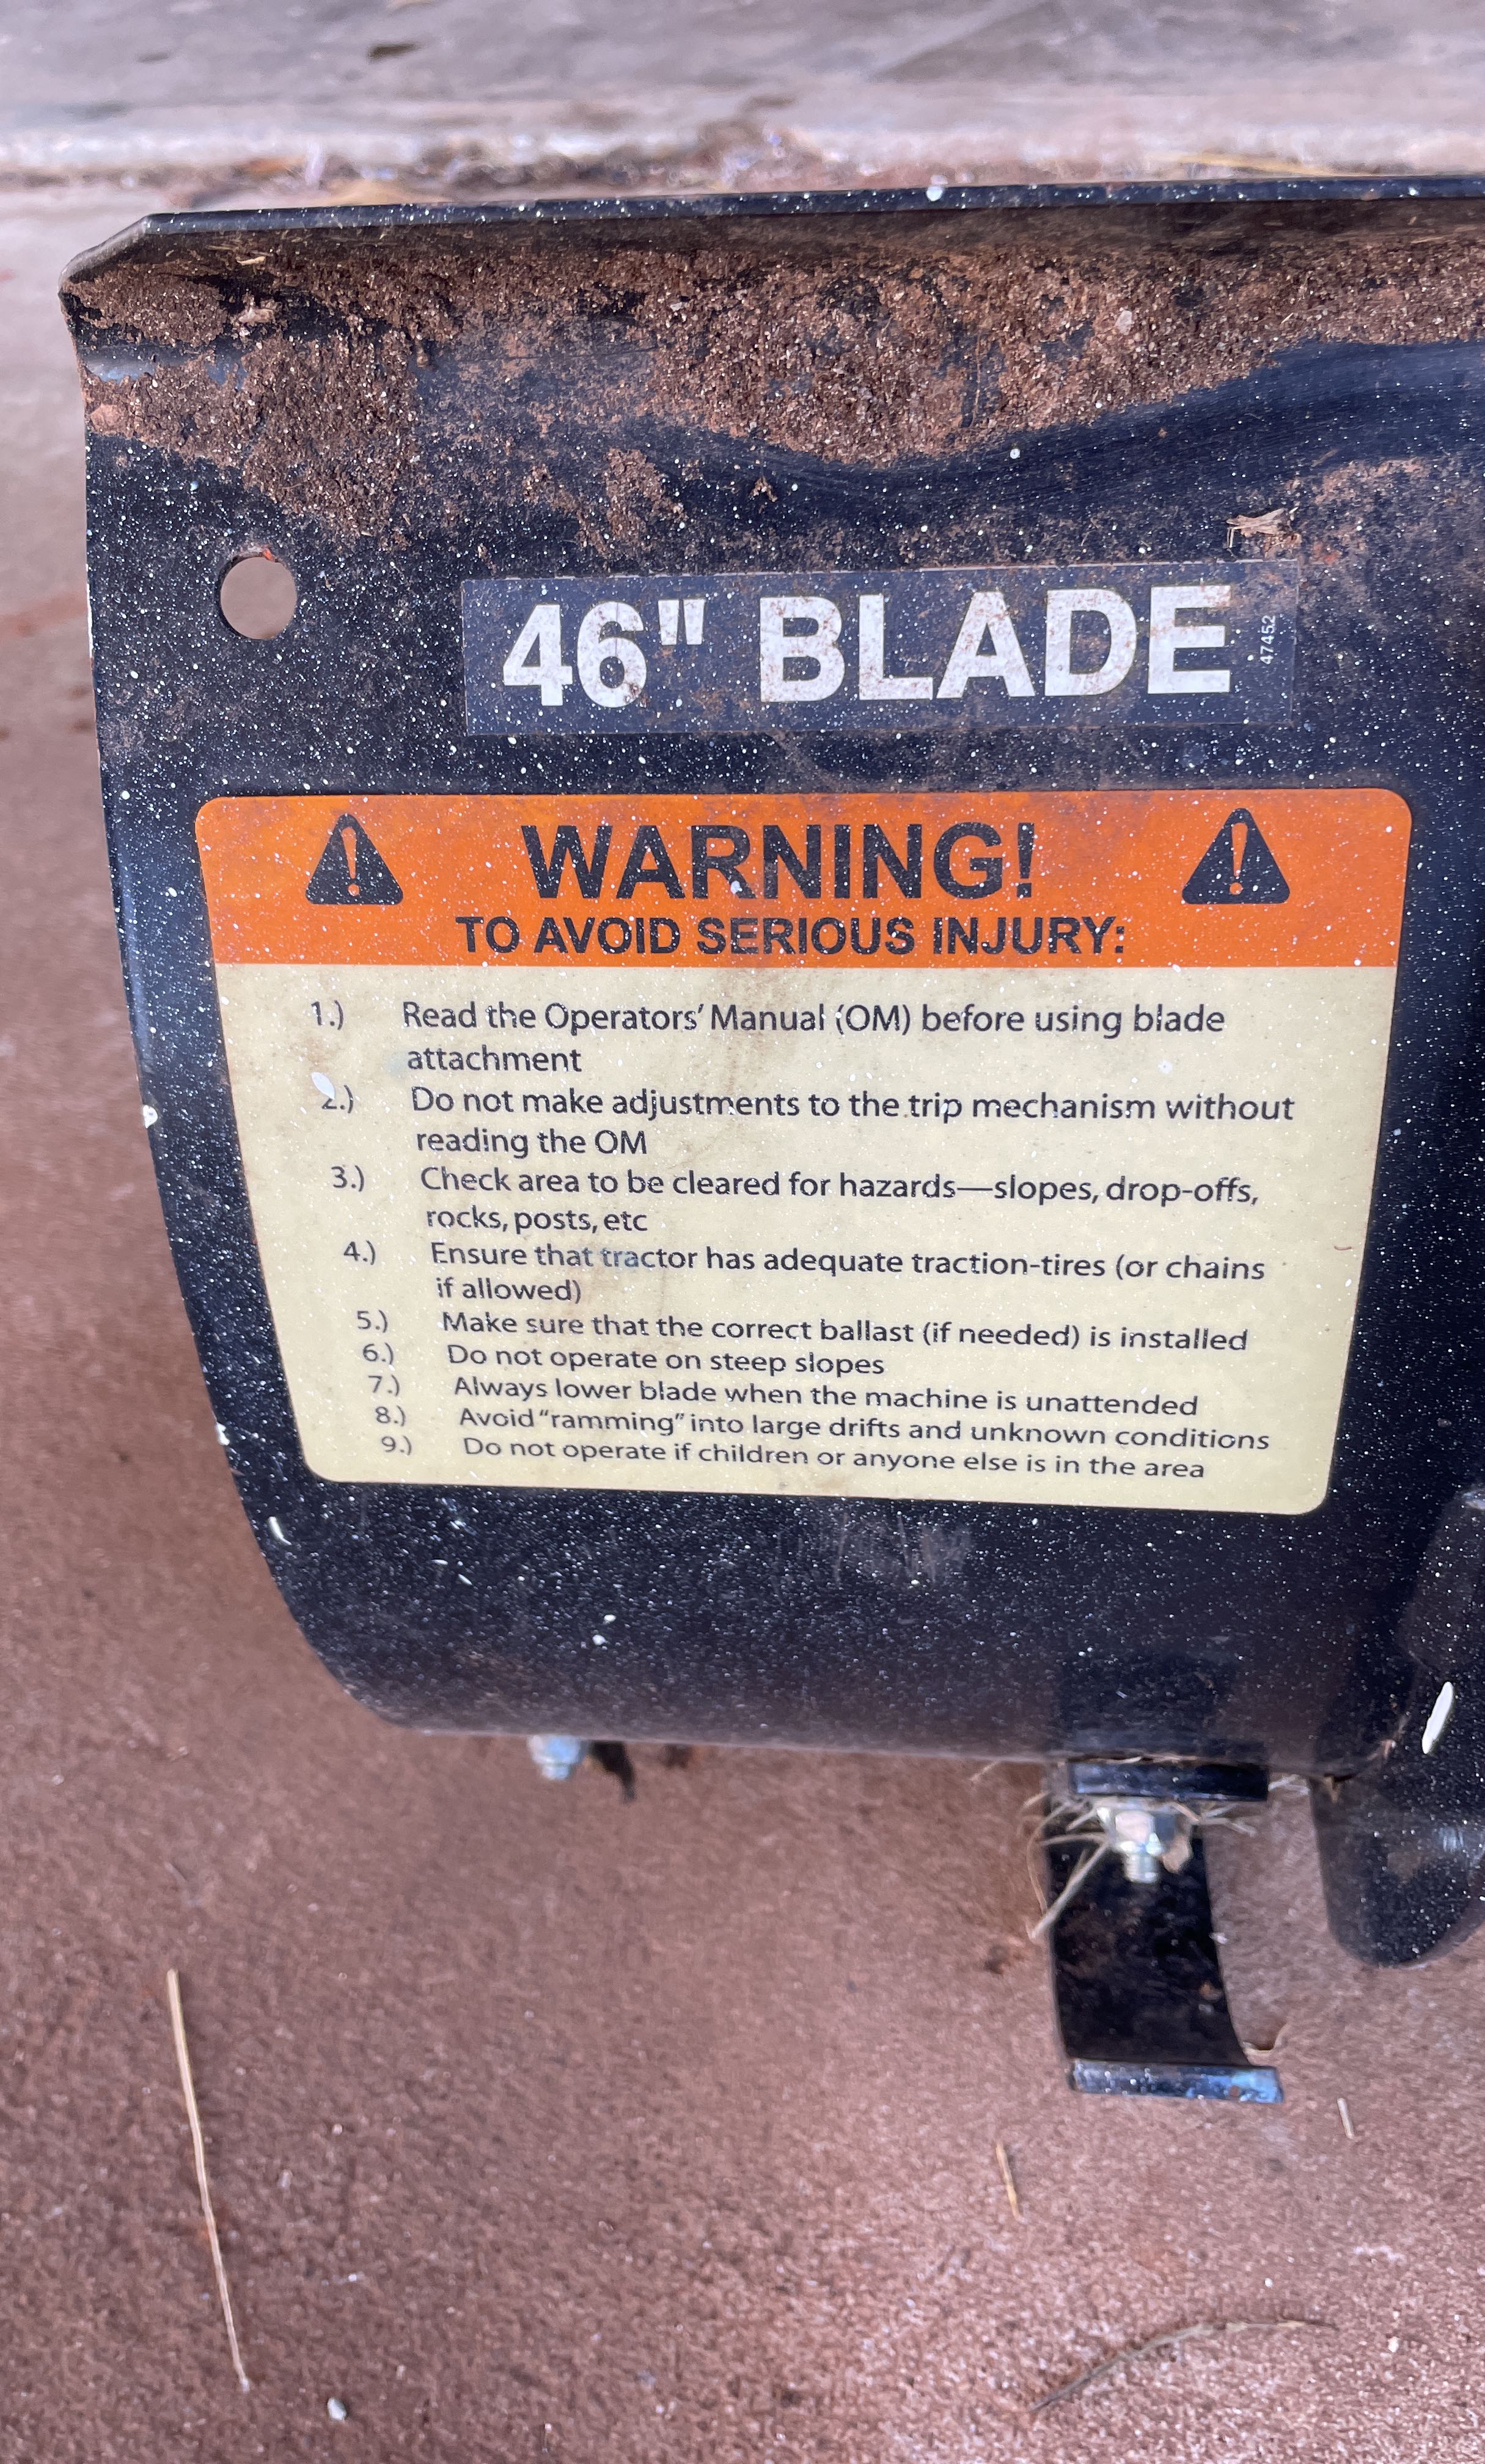 46" BLADE
47452
WARNING!
TO AVOID SERIOUS INJURY:
1.) Read the Operators' Manual (OM) before using blade
attachment
2.) Do not make adjustments to the trip mechanism without
reading the OM
3.) Check area to be cleared for hazards—slopes, drop-offs,
rocks, posts, etc
4.) Ensure that tractor has adequate traction-tires (or chains
if allowed)
5.) Make sure that the correct ballast (if needed) is installed
6.) Do not operate on steep slopes
7.) Always lower blade when the machine is unattended
8.) Avoid "ramming" into large drifts and unknown conditions
9.) Do not operate if children or anyone else is in the area